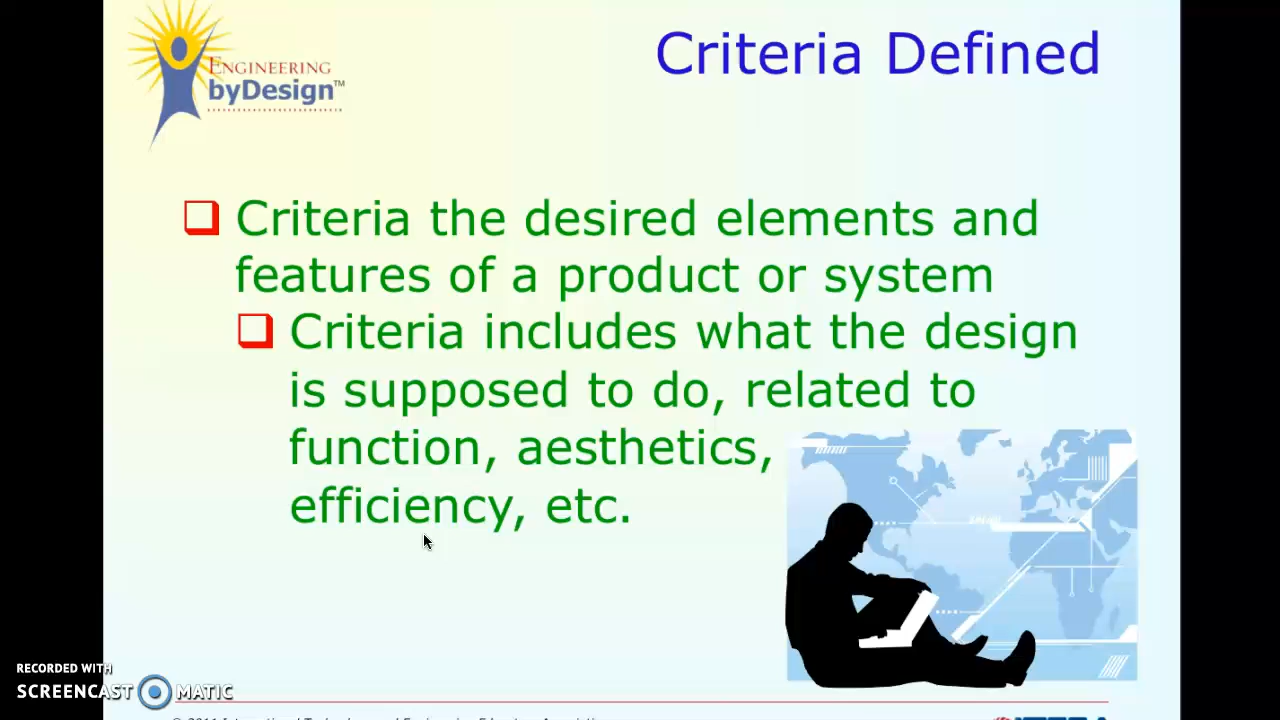 Criteria Defined
ENGINEERING
byDesign™
❑ Criteria the desired elements and
features of a product or system
❑ Criteria includes what the design
is supposed to do, related to
function, aesthetics,
efficiency, etc.
RECORDED WITH
SCREENCAST MATIC